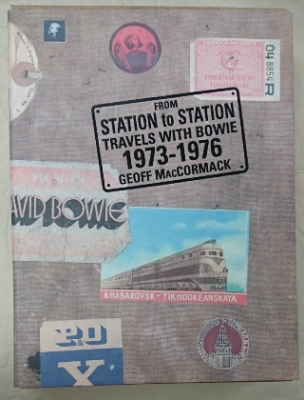 04 8854 R
FROM
STATION to STATION
TRAVELS WITH BOWIE
1973-1976
GEOFF MacCORMACK
DAVID BOWIE
KHABAROVSK - TIKHOOKEANSKAYA
P&O
X